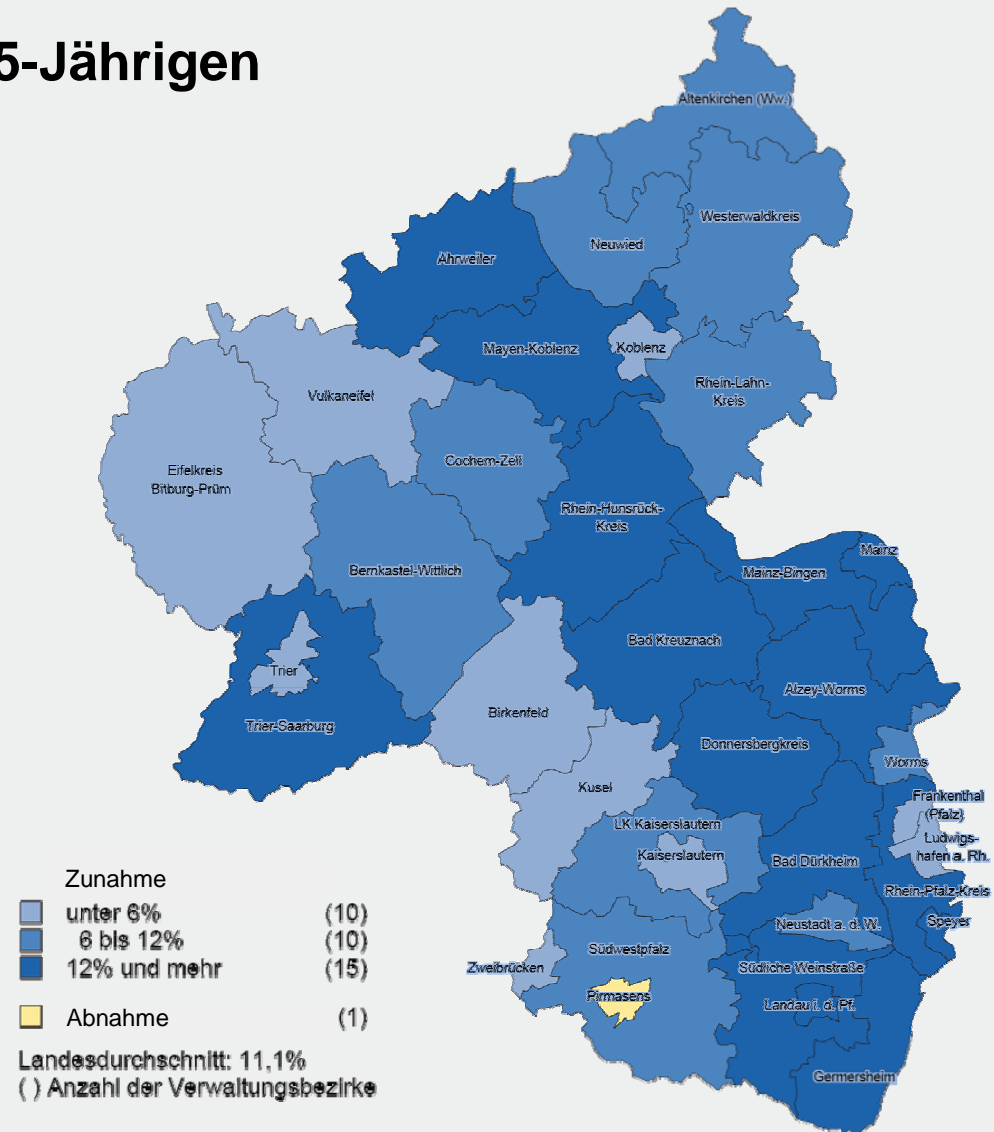 5-Jährigen
Altenkirchen (Ww.)
Westerwaldkreis
Neuwied
Ahrweiler
Mayen-Koblenz
Koblenz
Rhein-Lahn-
Kreis
Vulkaneifel
Cochem-Zell
Eifelkreis
Bitburg-Prüm
Rhein-Hunsrück-
Kreis
Mainz
Mainz-Bingen
Bernkastel-Wittlich
Bad Kreuznach
Trier
Alzey-Worms
Birkenfeld
Trier-Saarburg
Donnersbergkreis
Worms
Kusel
Frankenthal
(Pfalz)
LK Kaiserslautern
Ludwigs-
hafen a. Rh.
Kaiserslautern
Bad Dürkheim
Rhein-Pfalz-Kreis
Neustadt a. d. W.
Speyer
Südwestpfalz
Zweibrücken
Südliche Weinstraße
Pirmasens
Landau i. d. Pf.
Germersheim
Zunahme
unter 6% (10)
6 bis 12% (10)
12% und mehr (15)
Abnahme (1)
Landesdurchschnitt: 11,1%
( ) Anzahl der Verwaltungsbezirke